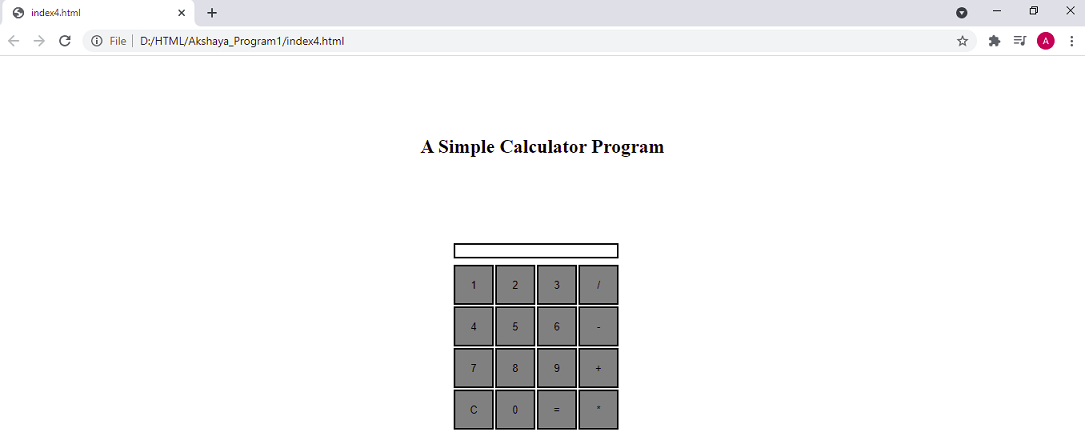 index4.html
File D:/HTML/Akshaya_Program1/index4.html
A
A Simple Calculator Program
1 2 3 /
4 5 6 -
7 8 9 +
C 0 = *